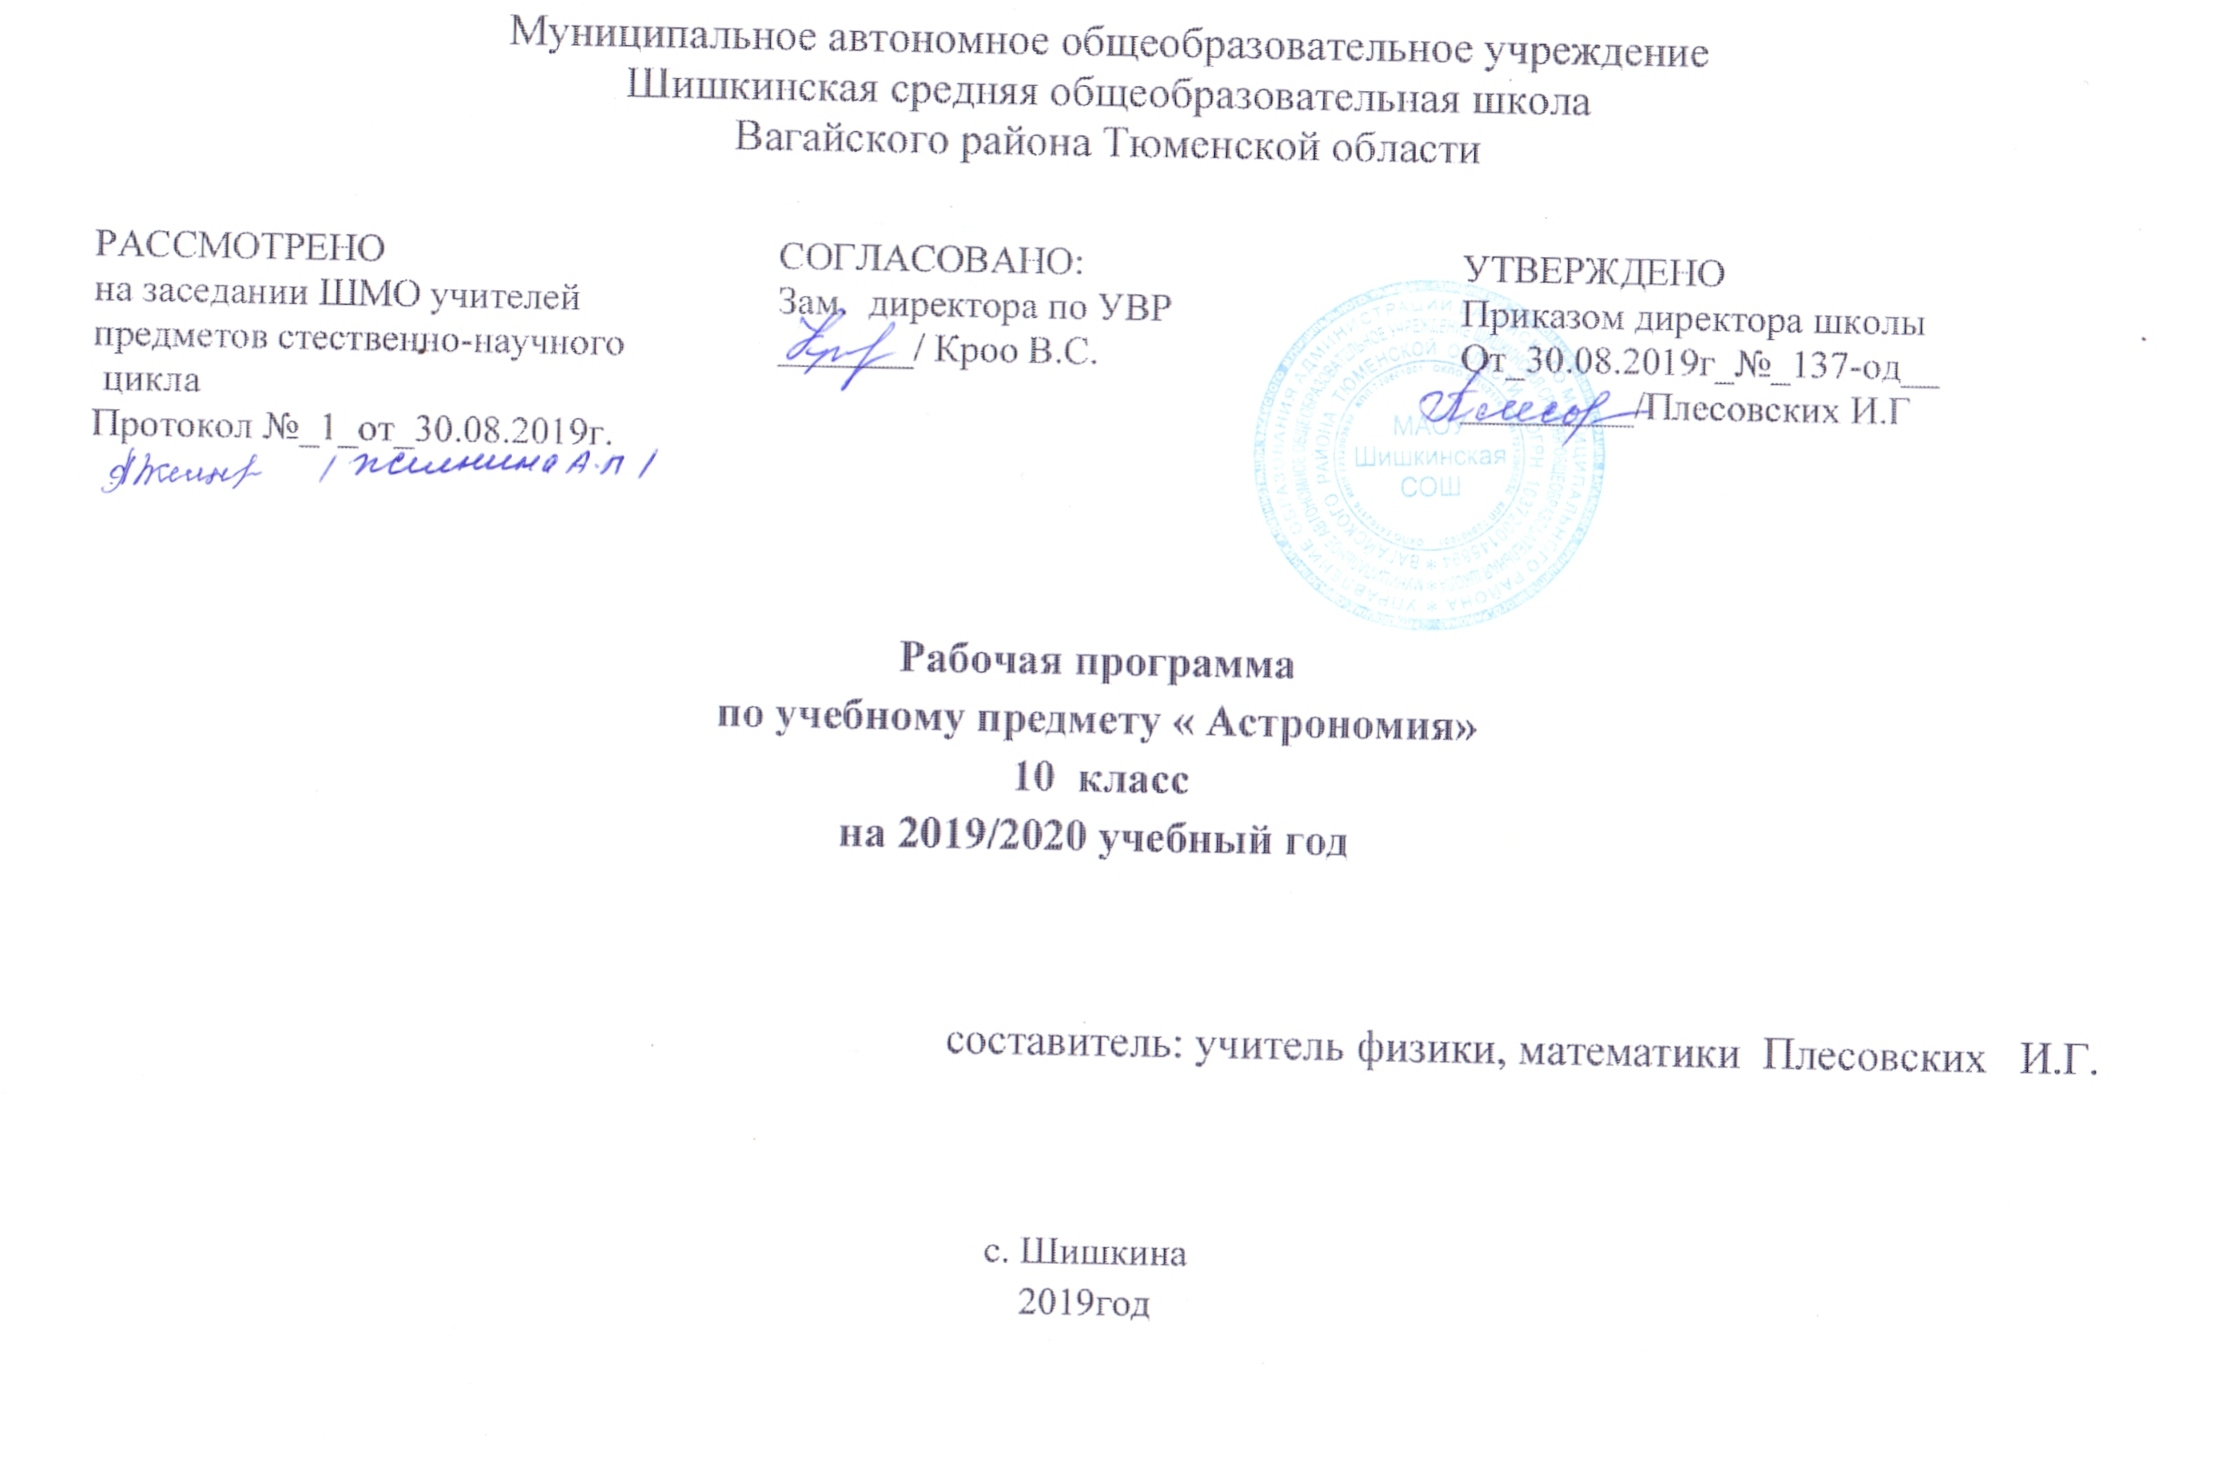 Муниципальное автономное общеобразовательное учреждение
Шишкинская средняя общеобразовательная школа
Вагайского района Тюменской области
РАССМОТРЕНО
на заседании ШМО учителей
предметов стественно-научного
цикла
Протокол №_1_от_30.08.2019г.
СОГЛАСОВАНО:
Зам. директора по УВР
_______/ Кроо В.С.
УТВЕРЖДЕНО
Приказом директора школы
От_30.08.2019г_№_137-од__
_________/Плесовских И.Г
МАОУ
Шишкинская
СОШ
Рабочая программа
по учебному предмету « Астрономия»
10 класс
на 2019/2020 учебный год
составитель: учитель физики, математики Плесовских И.Г.
с. Шишкина
2019год